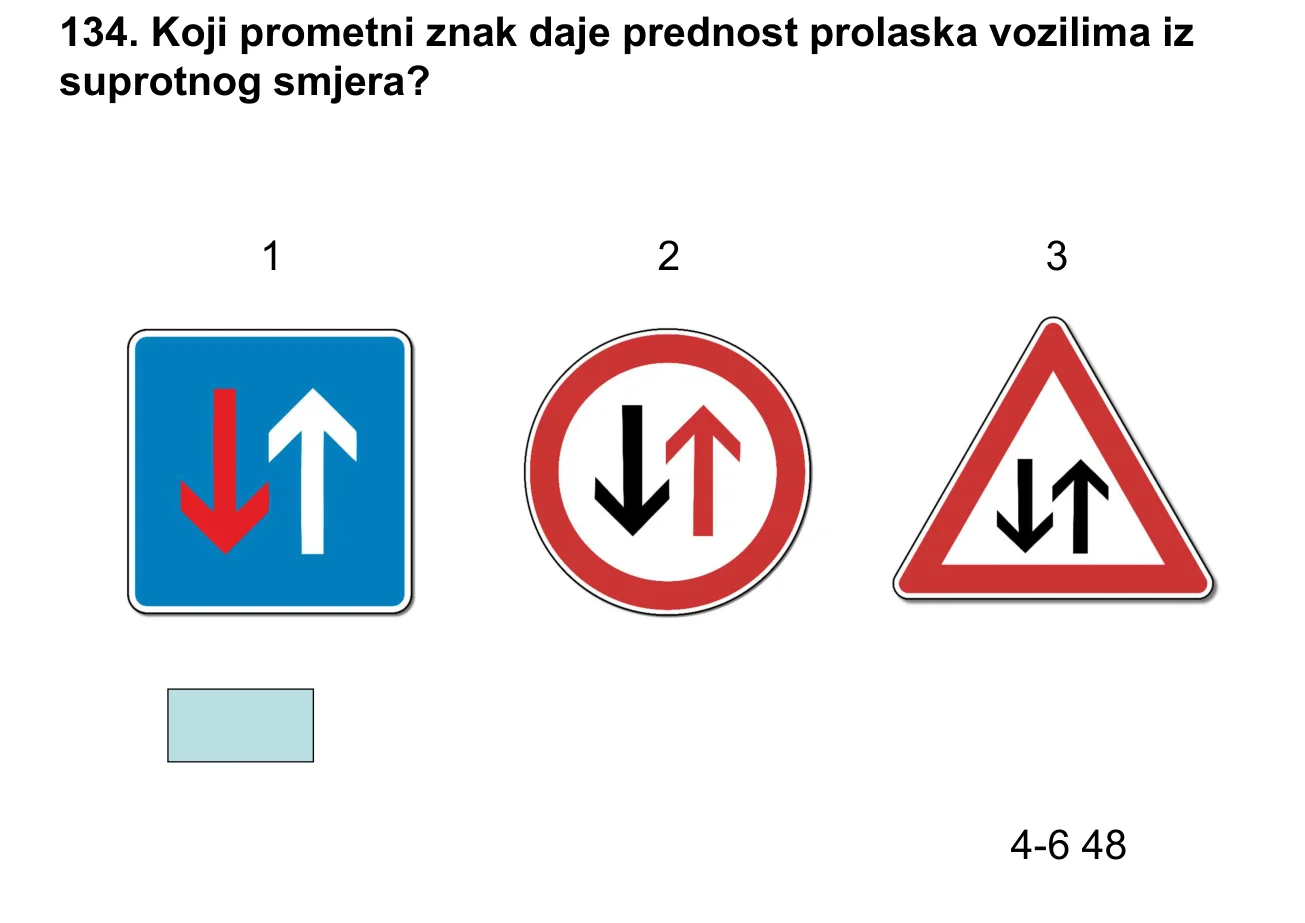 134. Koji prometni znak daje prednost prolaska vozilima iz
suprotnog smjera?
1
2
3
4-6 48